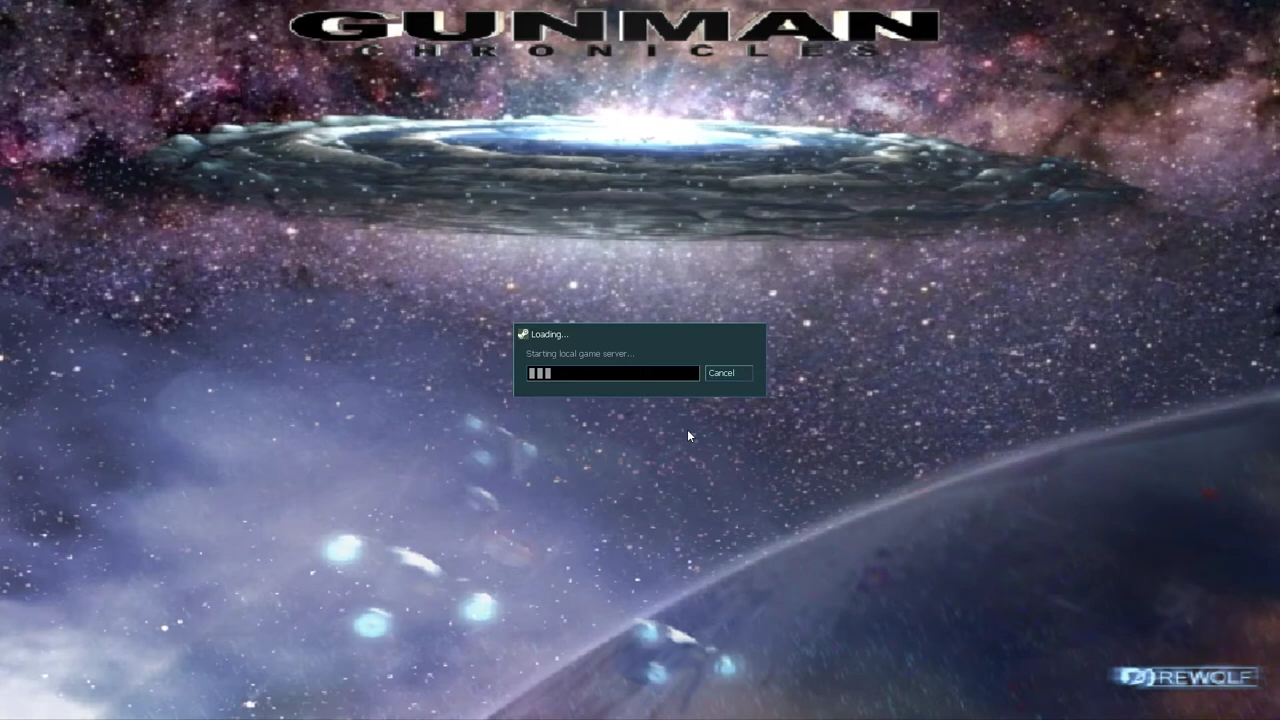 GUNMAN
CHRONICLES
Loading...
Starting local game server...
Cancel
REWOLF